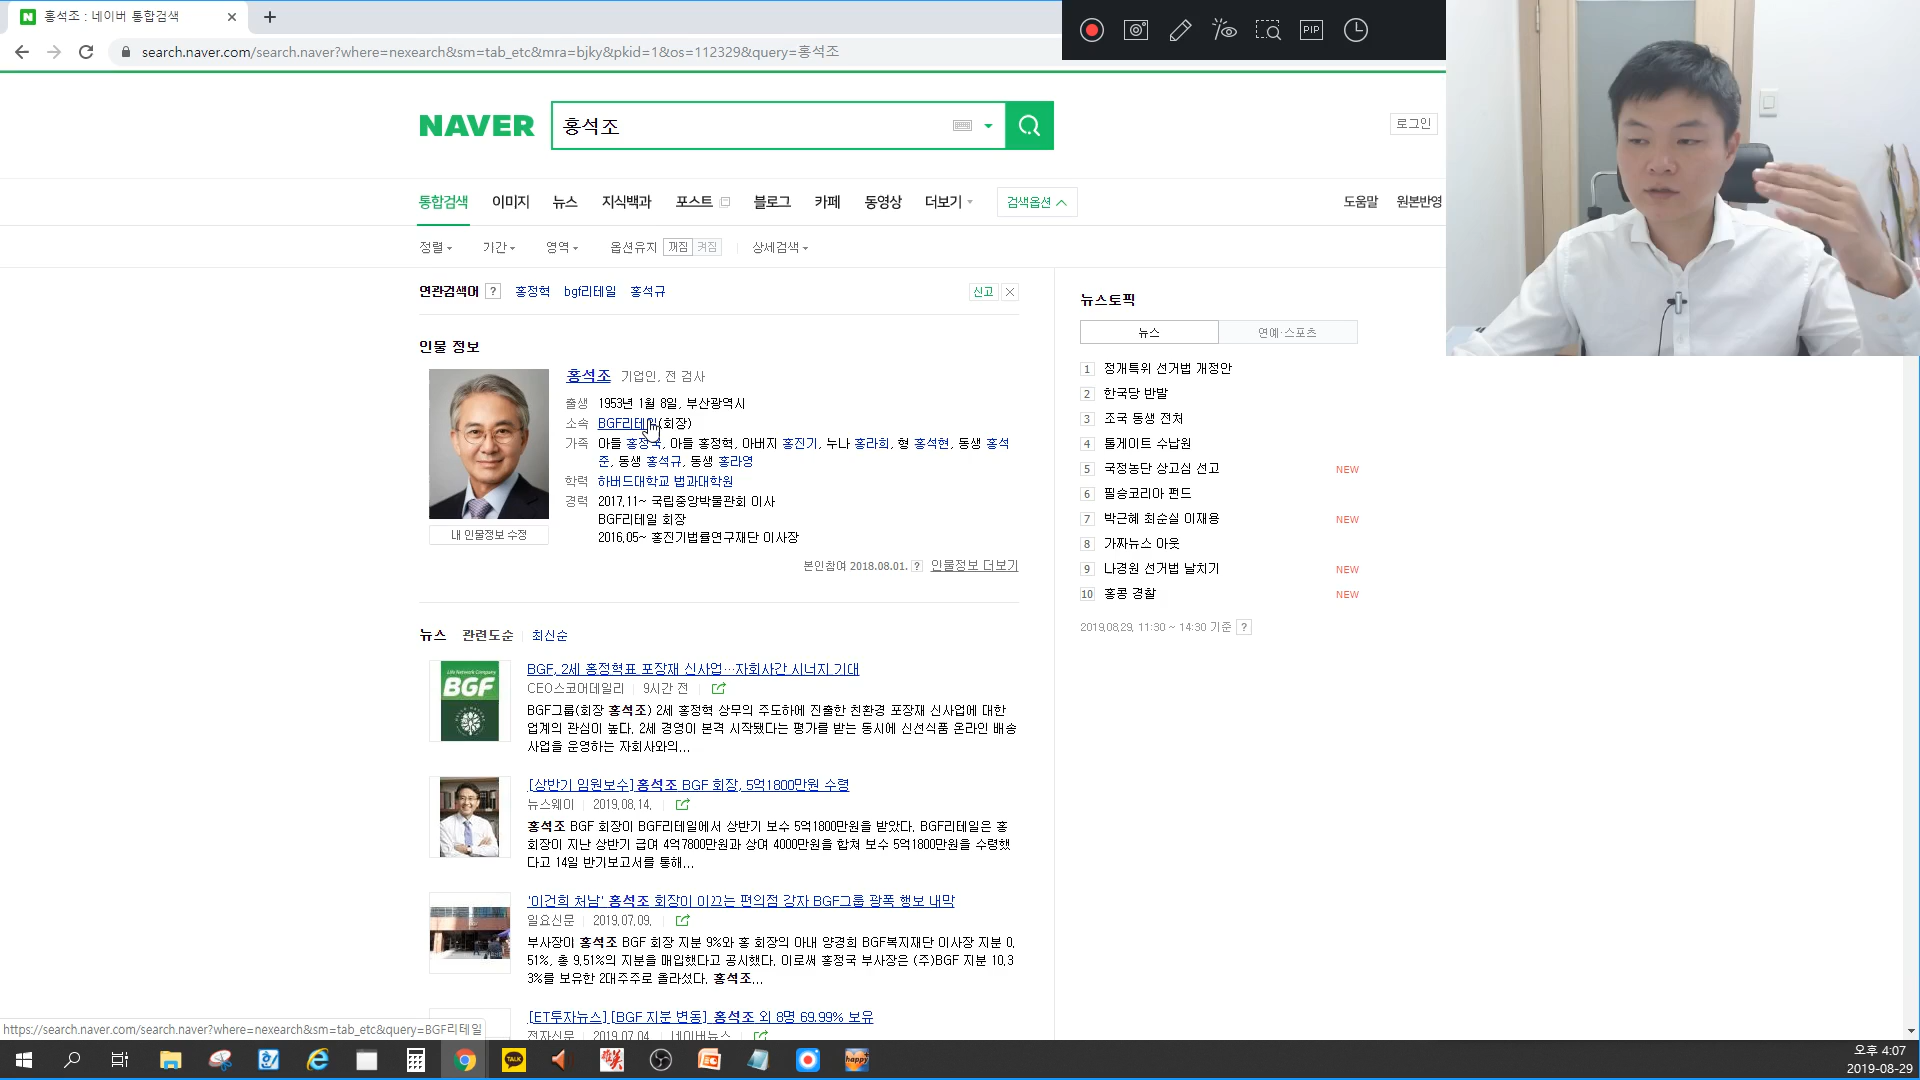 홍석조 : 네이버 통합검색
search.naver.com/search.naver?where=nexearch&sm=tab_etc&mra=bjky&pkid=1&os=112329&query=홍석조
PIP
NAVER
홍석조
로그인
통합검색 이미지 뉴스 지식백과 포스트 블로그 카페 동영상 더보기 검색옵션 도움말 원본반영
정렬 기간 영역 옵션유지 꺼짐 켜짐 상세검색
연관검색어 ? 홍정혁 bgf리테일 홍석규 신고
인물 정보
홍석조 기업인, 전 검사
출생 1953년 1월 8일, 부산광역시
소속 BGF리테일(회장)
가족 아들 홍정국, 아들 홍정혁, 아버지 홍진기, 누나 홍라희, 형 홍석현, 동생 홍석
준, 동생 홍석규, 동생 홍라영
학력 하버드대학교 법과대학원
경력 2017.11~ 국립중앙박물관회 이사
BGF리테일 회장
2016.05~ 홍진기법률연구재단 이사장
내 인물정보 수정
본인참여 2018.08.01. ? 인물정보 더보기
뉴스 관련도순 최신순
Life Network Company
BGF
BGF, 2세 홍정혁표 포장재 신사업…자회사간 시너지 기대
CEO스코어데일리 9시간 전
BGF그룹(회장 홍석조) 2세 홍정혁 상무의 주도하에 진출한 친환경 포장재 신사업에 대한
업계의 관심이 높다. 2세 경영이 본격 시작됐다는 평가를 받는 동시에 신선식품 온라인 배송
사업을 운영하는 자회사와의...
[상반기 임원보수] 홍석조 BGF 회장, 5억1800만원 수령
뉴스웨이 2019.08.14.
홍석조 BGF 회장이 BGF리테일에서 상반기 보수 5억1800만원을 받았다. BGF리테일은 홍
회장이 지난 상반기 급여 4억7800만원과 상여 4000만원을 합쳐 보수 5억1800만원을 수령했
다고 14일 반기보고서를 통해...
'이건희 처남' 홍석조 회장이 이끄는 편의점 강자 BGF그룹 광폭 행보 내막
일요신문 2019.07.09.
부사장이 홍석조 BGF 회장 지분 9%와 홍 회장의 아내 양경희 BGF복지재단 이사장 지분 0.
51%, 총 9.51%의 지분을 매입했다고 공시했다. 이로써 홍정국 부사장은 (주)BGF 지분 10.3
3%를 보유한 2대주주로 올라섰다. 홍석조...
[ET투자뉴스] [BGF 지분 변동] 홍석조 외 8명 69.99% 보유
전자신문 2019.07.04. 네이버뉴스
뉴스토픽
뉴스 연예·스포츠
1 정개특위 선거법 개정안
2 한국당 반발
3 조국 동생 전처
4 톨게이트 수납원
5 국정농단 상고심 선고 NEW
6 필승코리아 펀드
7 박근혜 최순실 이재용 NEW
8 가짜뉴스 아웃
9 나경원 선거법 날치기 NEW
10 홍콩 경찰 NEW
2019.08.29. 11:30 ~ 14:30 기준 ?
https://search.naver.com/search.naver?where=nexearch&sm=tab_etc&query=BGF리테일
TALK
happy+
오후 4:07
2019-08-29